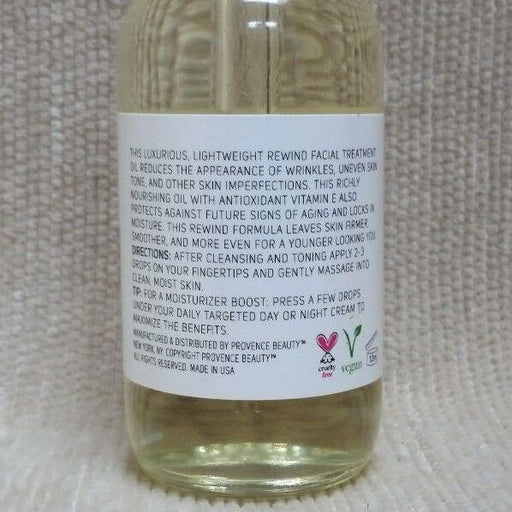 THIS LUXURIOUS, LIGHTWEIGHT REWIND FACIAL TREATMENT
OIL REDUCES THE APPEARANCE OF WRINKLES, UNEVEN SKIN
TONE, AND OTHER SKIN IMPERFECTIONS. THIS RICHLY
NOURISHING OIL WITH ANTIOXIDANT VITAMIN E ALSO
PROTECTS AGAINST FUTURE SIGNS OF AGING AND LOCKS IN
MOISTURE. THIS REWIND FORMULA LEAVES SKIN FIRMER,
SMOOTHER, AND MORE EVEN FOR A YOUNGER LOOKING YOU.
DIRECTIONS: AFTER CLEANSING AND TONING APPLY 2-3
DROPS ON YOUR FINGERTIPS AND GENTLY MASSAGE INTO
CLEAN, MOIST SKIN.
TIP: FOR A MOISTURIZER BOOST: PRESS A FEW DROPS
UNDER YOUR DAILY TARGETED DAY OR NIGHT CREAM TO
MAXIMIZE THE BENEFITS.
MANUFACTURED & DISTRIBUTED BY PROVENCE BEAUTY™
NEW YORK, NY. COPYRIGHT PROVENCE BEAUTY™
ALL RIGHTS RESERVED. MADE IN USA
cruelty
free
vegan